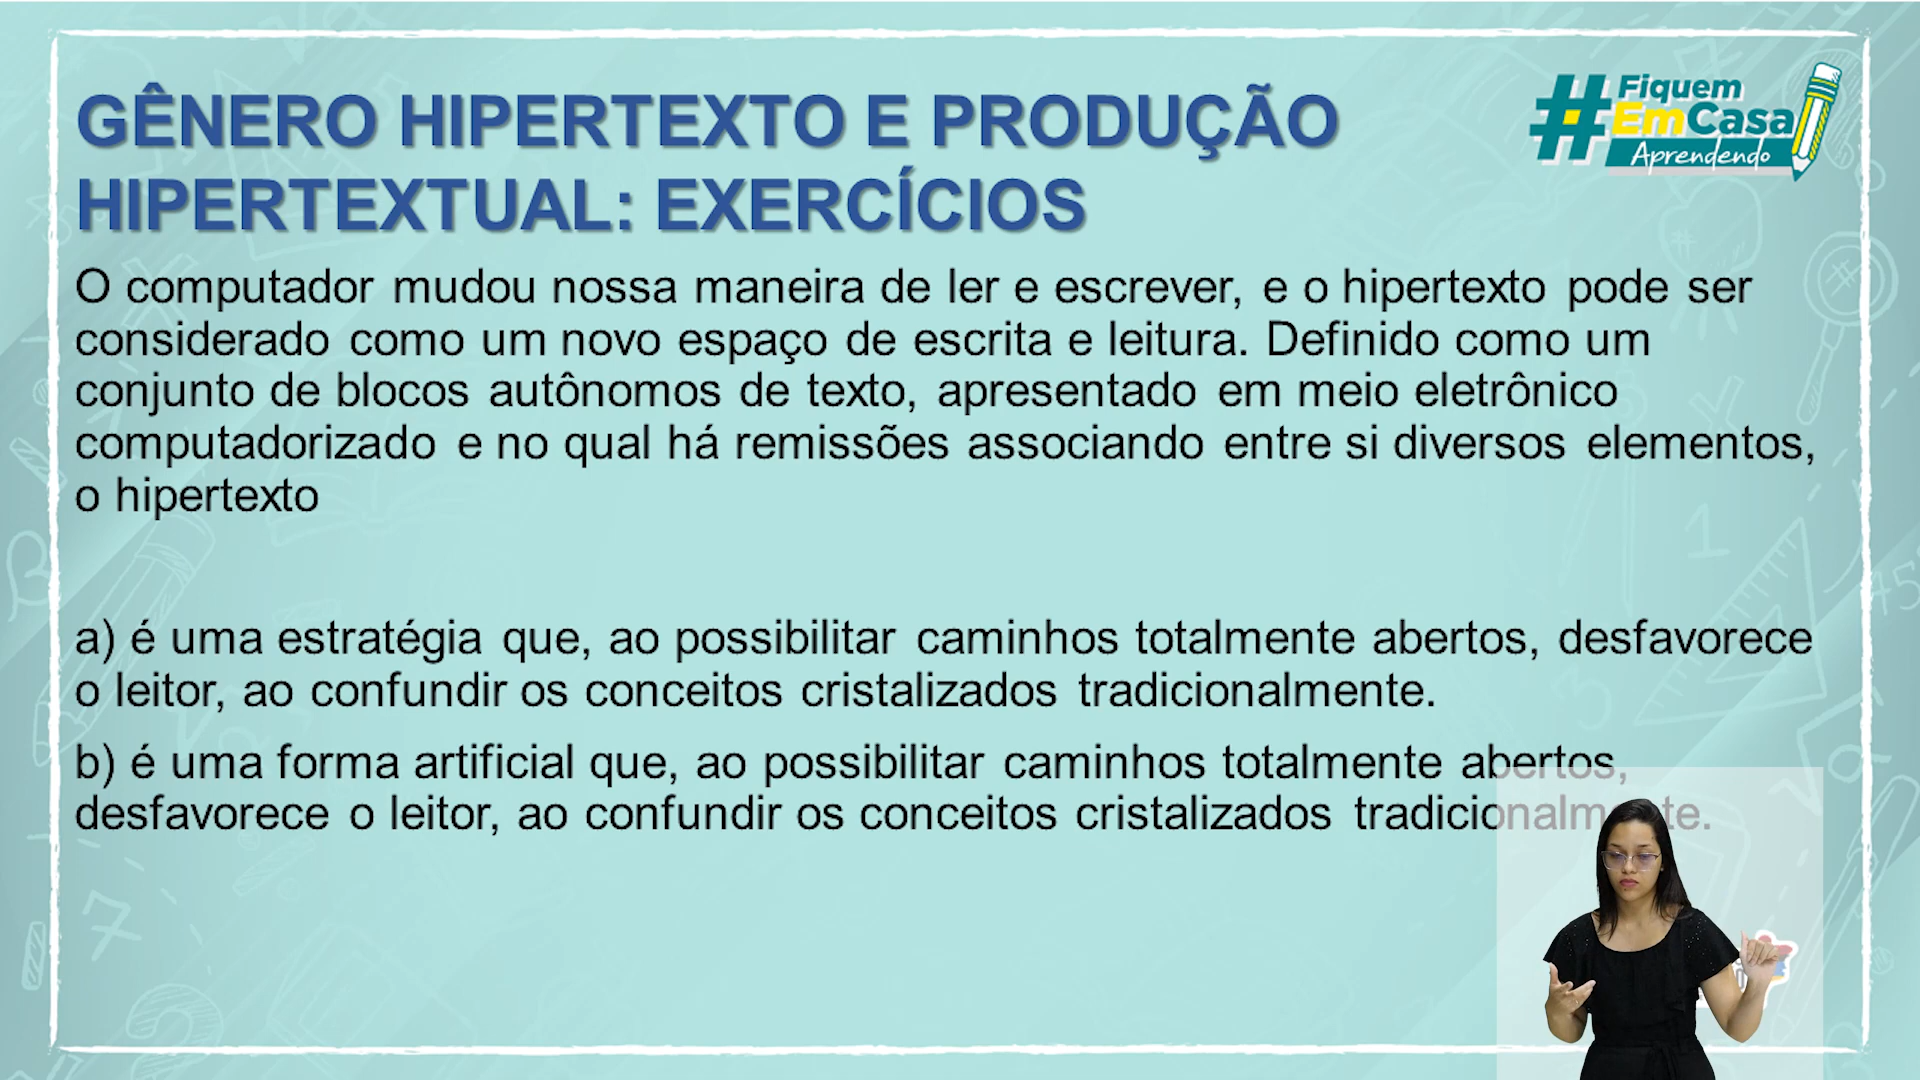 GÊNERO HIPERTEXTO E PRODUÇÃO
HIPERTEXTUAL: EXERCÍCIOS
#Fiquem
EmCasa
Aprendendo
O computador mudou nossa maneira de ler e escrever, e o hipertexto pode ser
considerado como um novo espaço de escrita e leitura. Definido como um
conjunto de blocos autônomos de texto, apresentado em meio eletrônico
computadorizado e no qual há remissões associando entre si diversos elementos,
o hipertexto
a) é uma estratégia que, ao possibilitar caminhos totalmente abertos, desfavorece
o leitor, ao confundir os conceitos cristalizados tradicionalmente.
b) é uma forma artificial que, ao possibilitar caminhos totalmente abertos,
desfavorece o leitor, ao confundir os conceitos cristalizados tradicionalmente.